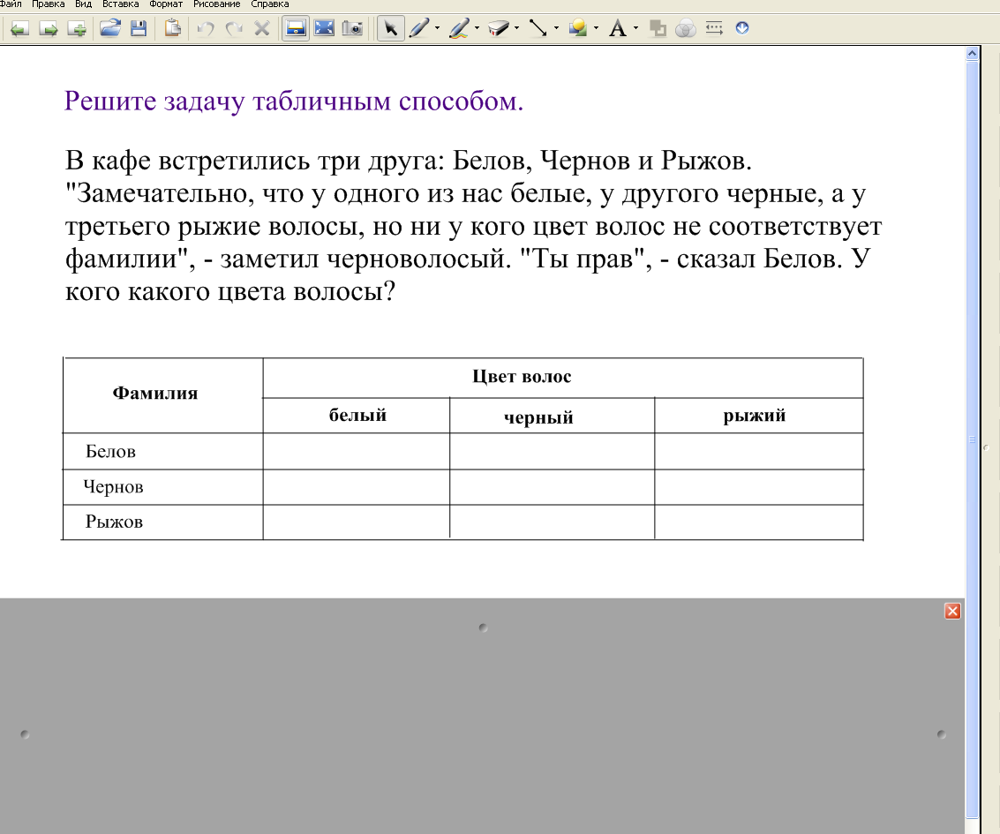 Файл Правка Вид Вставка Формат Рисование Справка
Решите задачу табличным способом.
В кафе встретились три друга: Белов, Чернов и Рыжов.
"Замечательно, что у одного из нас белые, у другого черные, а у
третьего рыжие волосы, но ни у кого цвет волос не соответствует
фамилии", - заметил черноволосый. "Ты прав", - сказал Белов. У
кого какого цвета волосы?
Фамилия
Цвет волос
белый черный рыжий
Белов
Чернов
Рыжов